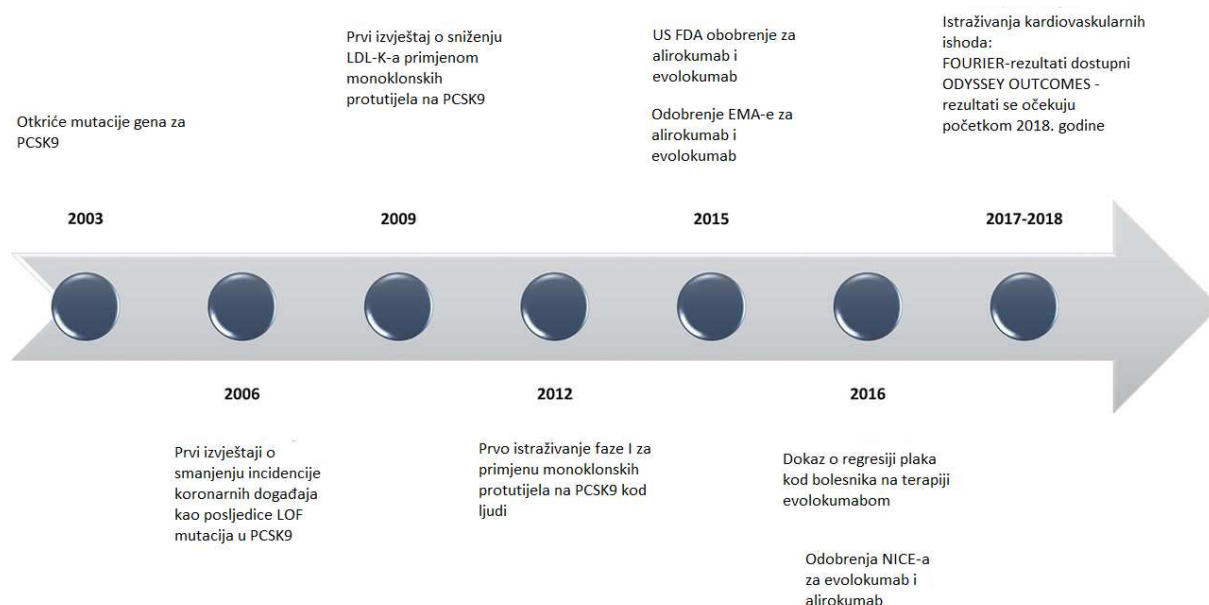 Otkriće mutacije gena za
PCSK9
2003
Prvi izvještaji o
smanjenju incidencije
koronarnih događaja
kao posljedice LOF
mutacija u PCSK9
2006
Prvi izvještaj o sniženju
LDL-K-a primjenom
monoklonskih
protutijela na PCSK9
2009
Prvo istraživanje faze I za
primjenu monoklonskih
protutijela na PCSK9 kod
ljudi
2012
US FDA obobrenje za
alirokumab i
evolokumab
Odobrenje EMA-e za
alirokumab i
evolokumab
2015
2016
Dokaz o regresiji plaka
kod bolesnika na terapiji
evolokumabom
Odobrenja NICE-a
za evolokumab i
alirokumab
Istraživanja kardiovaskularnih
ishoda:
FOURIER-rezultati dostupni
ODYSSEY OUTCOMES -
rezultati se očekuju
početkom 2018. godine
2017-2018